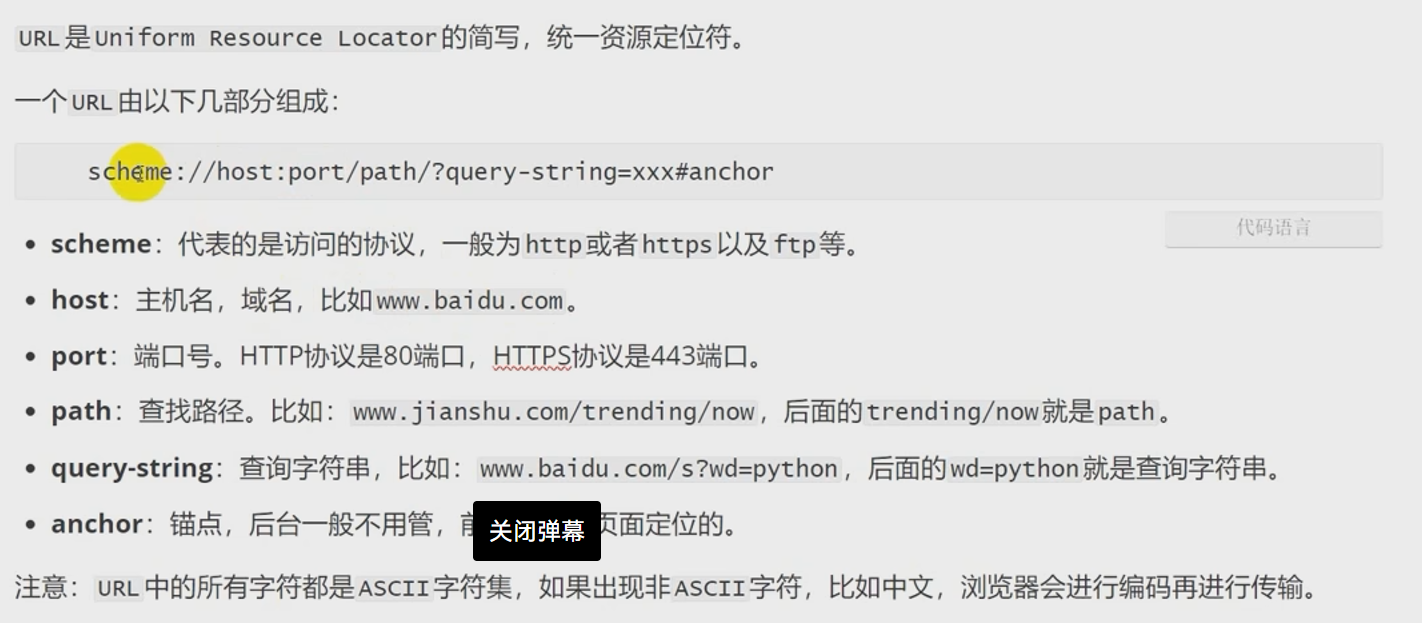 URL是Uniform Resource Locator的简写，统一资源定位符。
一个URL由以下几部分组成：
scheme://host:port/path/?query-string=xxx#anchor
代码语言
scheme：代表的是访问的协议，一般为http或者https以及ftp等。
host：主机名，域名，比如www.baidu.com。
port：端口号。HTTP协议是80端口，HTTPS协议是443端口。
path：查找路径。比如：www.jianshu.com/trending/now，后面的trending/now就是path。
query-string：查询字符串，比如：www.baidu.com/s?wd=python，后面的wd=python就是查询字符串。
anchor：锚点，后台一般不用管，前 页面定位的。
关闭弹幕
注意：URL中的所有字符都是ASCII字符集，如果出现非ASCII字符，比如中文，浏览器会进行编码再进行传输。